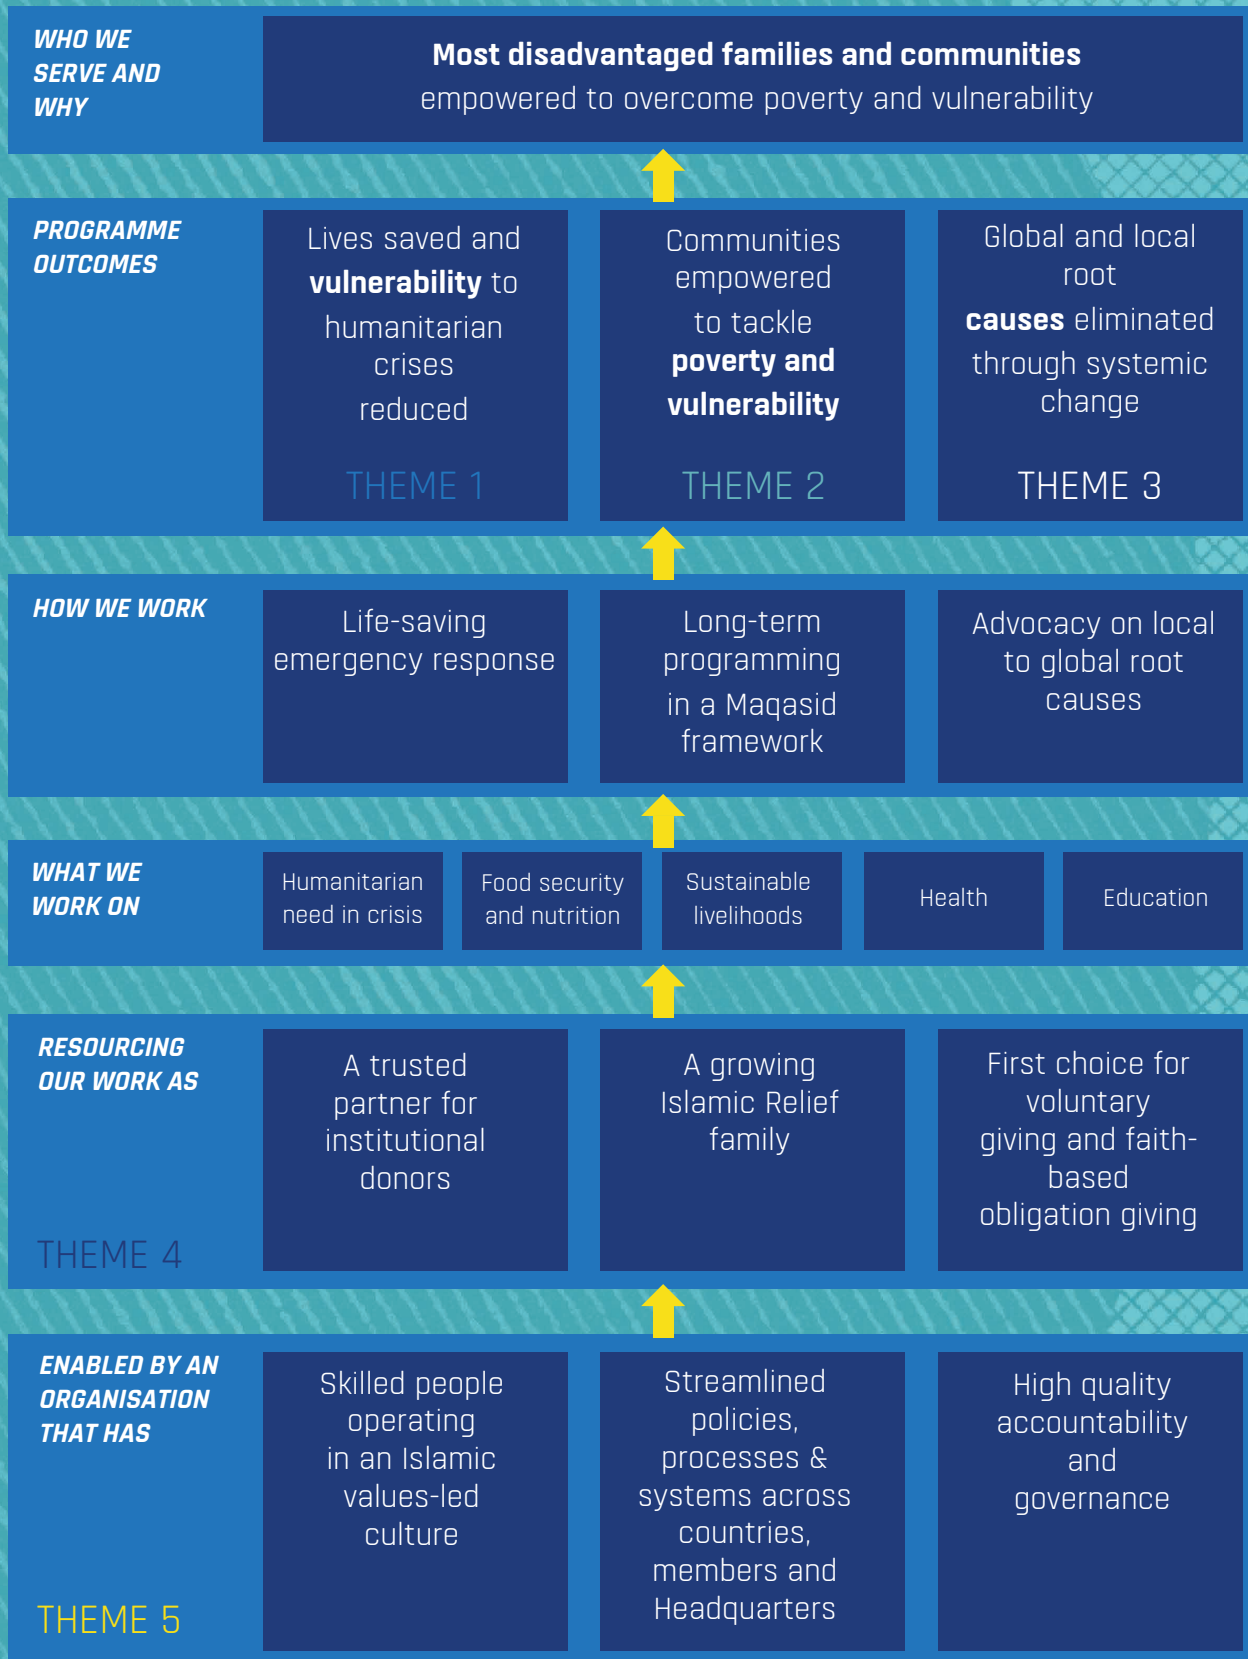 WHO WE
SERVE AND
WHY
Most disadvantaged families and communities
empowered to overcome poverty and vulnerability
PROGRAMME
OUTCOMES
Lives saved and
vulnerability to
humanitarian
crises
reduced
THEME 1
Communities
empowered
to tackle
poverty and
vulnerability
THEME 2
Global and local
root
causes eliminated
through systemic
change
THEME 3
HOW WE WORK
Life-saving
emergency response
Long-term
programming
in a Maqasid
framework
Advocacy on local
to global root
causes
WHAT WE
WORK ON
Humanitarian
need in crisis
Food security
and nutrition
Sustainable
livelihoods
Health
Education
RESOURCING
OUR WORK AS
THEME 4
A trusted
partner for
institutional
donors
A growing
Islamic Relief
family
First choice for
voluntary
giving and faith-
based
obligation giving
ENABLED BY AN
ORGANISATION
THAT HAS
THEME 5
Skilled people
operating
in an Islamic
values-led
culture
Streamlined
policies,
processes &
systems across
countries,
members and
Headquarters
High quality
accountability
and
governance